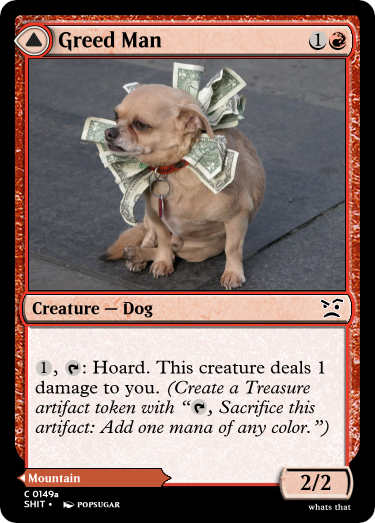 Greed Man
1
1, : Hoard. This creature deals 1
damage to you. (Create a Treasure
artifact token with “, Sacrifice this
artifact: Add one mana of any color.”)
Creature — Dog
Mountain
2/2
C 0149a
SHIT • POPSUGAR
whats that